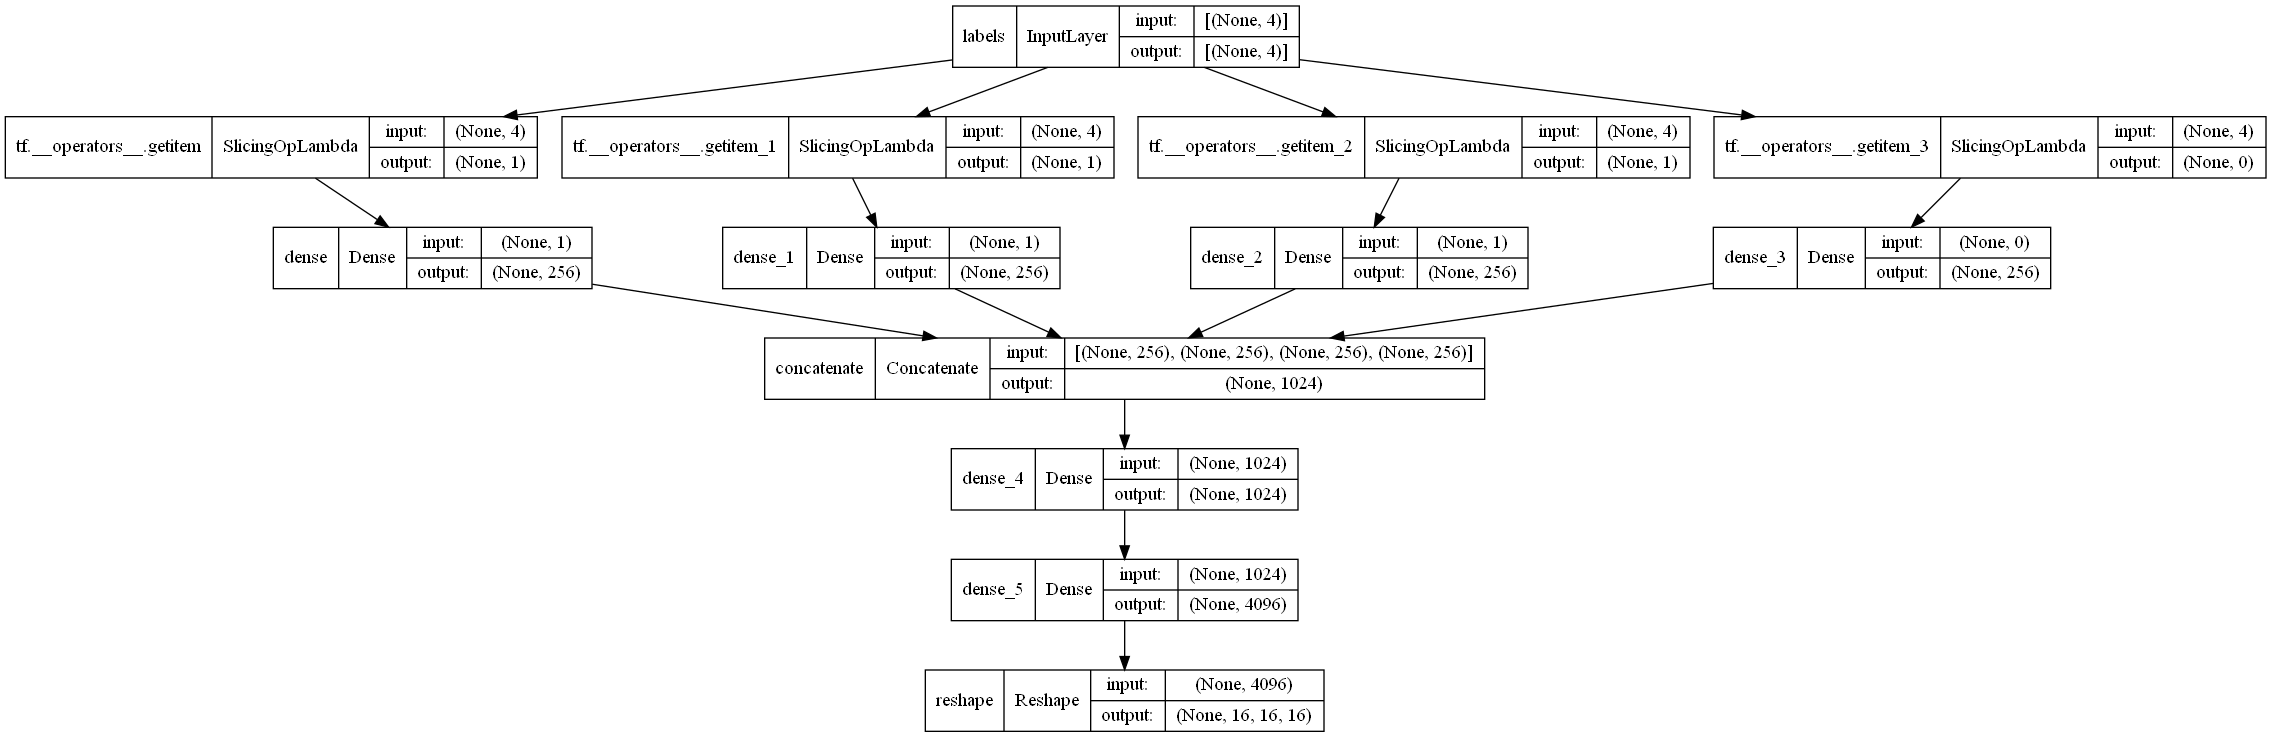 labels InputLayer input: [(None, 4)]
output: [(None, 4)]
tf.__operators__.getitem SlicingOpLambda input: (None, 4)
output: (None, 1)
tf.__operators__.getitem_1 SlicingOpLambda input: (None, 4)
output: (None, 1)
tf.__operators__.getitem_2 SlicingOpLambda input: (None, 4)
output: (None, 1)
tf.__operators__.getitem_3 SlicingOpLambda input: (None, 4)
output: (None, 0)
dense Dense input: (None, 1)
output: (None, 256)
dense_1 Dense input: (None, 1)
output: (None, 256)
dense_2 Dense input: (None, 1)
output: (None, 256)
dense_3 Dense input: (None, 0)
output: (None, 256)
concatenate Concatenate input: [(None, 256), (None, 256), (None, 256), (None, 256)]
output: (None, 1024)
dense_4 Dense input: (None, 1024)
output: (None, 1024)
dense_5 Dense input: (None, 1024)
output: (None, 4096)
reshape Reshape input: (None, 4096)
output: (None, 16, 16, 16)